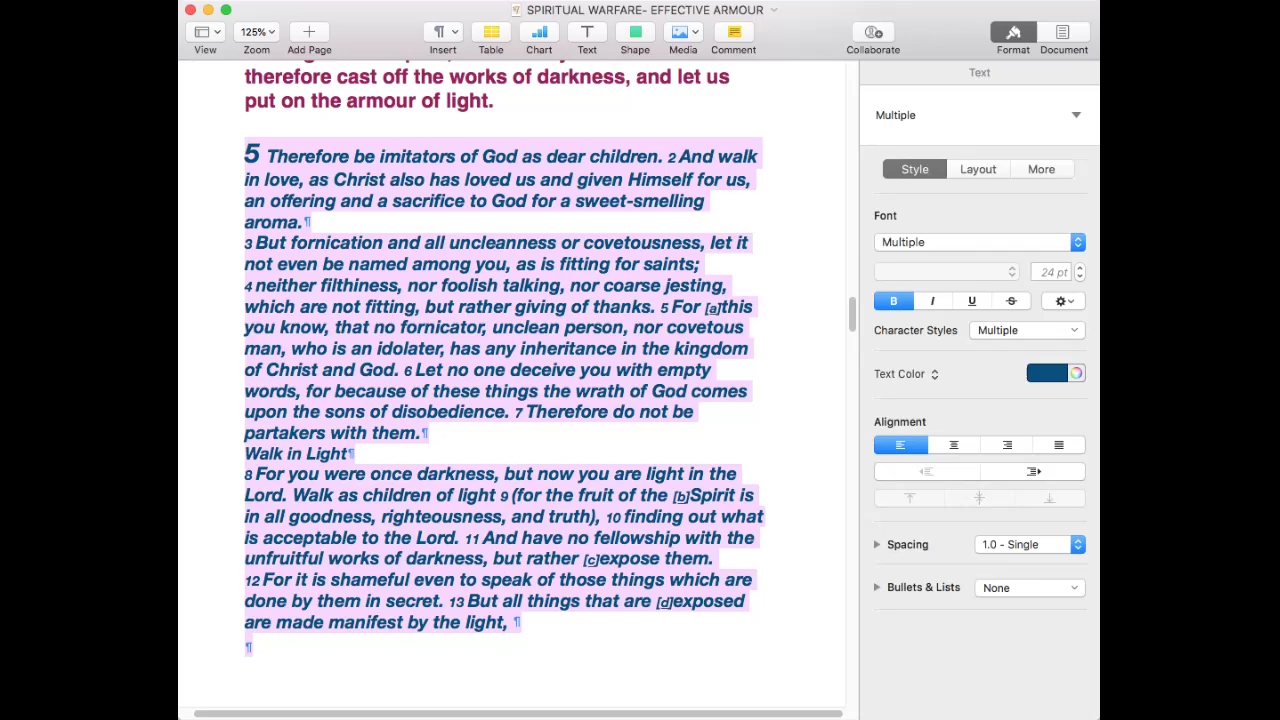 SPIRITUAL WARFARE- EFFECTIVE ARMOUR
125%
View
Zoom
Add Page
Insert
Table
Chart
Text
Shape
Media
Comment
Collaborate
Format
Document
therefore cast off the works of darkness, and let us
put on the armour of light.
5 Therefore be imitators of God as dear children. 2 And walk
in love, as Christ also has loved us and given Himself for us,
an offering and a sacrifice to God for a sweet-smelling
aroma.¶
3 But fornication and all uncleanness or covetousness, let it
not even be named among you, as is fitting for saints;
4 neither filthiness, nor foolish talking, nor coarse jesting,
which are not fitting, but rather giving of thanks. 5 For [a]this
you know, that no fornicator, unclean person, nor covetous
man, who is an idolater, has any inheritance in the kingdom
of Christ and God. 6 Let no one deceive you with empty
words, for because of these things the wrath of God comes
upon the sons of disobedience. 7 Therefore do not be
partakers with them.¶
Walk in Light¶
8 For you were once darkness, but now you are light in the
Lord. Walk as children of light 9 (for the fruit of the [b]Spirit is
in all goodness, righteousness, and truth), 10 finding out what
is acceptable to the Lord. 11 And have no fellowship with the
unfruitful works of darkness, but rather [c]expose them.
12 For it is shameful even to speak of those things which are
done by them in secret. 13 But all things that are [d]exposed
are made manifest by the light, ¶
¶
Text
Multiple
Style
Layout
More
Font
Multiple
24 pt
B
I
U
S
Character Styles
Multiple
Text Color
Alignment
Spacing
1.0 - Single
Bullets & Lists
None